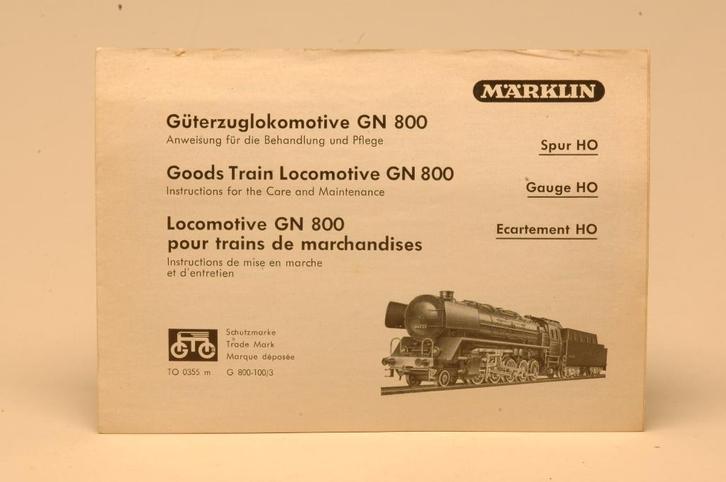 MÄRKLIN
Güterzuglokomotive GN 800
Anweisung für die Behandlung und Pflege
Spur HO
Goods Train Locomotive GN 800
Instructions for the Care and Maintenance
Gauge HO
Locomotive GN 800
pour trains de marchandises
Ecartement HO
Instructions de mise en marche
et d'entretien
Schutzmarke
Trade Mark
Marque déposée
TO 0355 m G 800-100/3